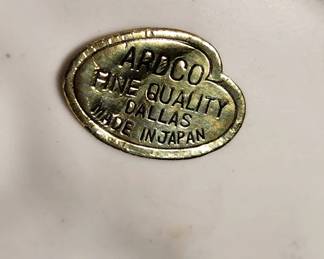 ARDCO
FINE QUALITY
DALLAS
MADE IN JAPAN